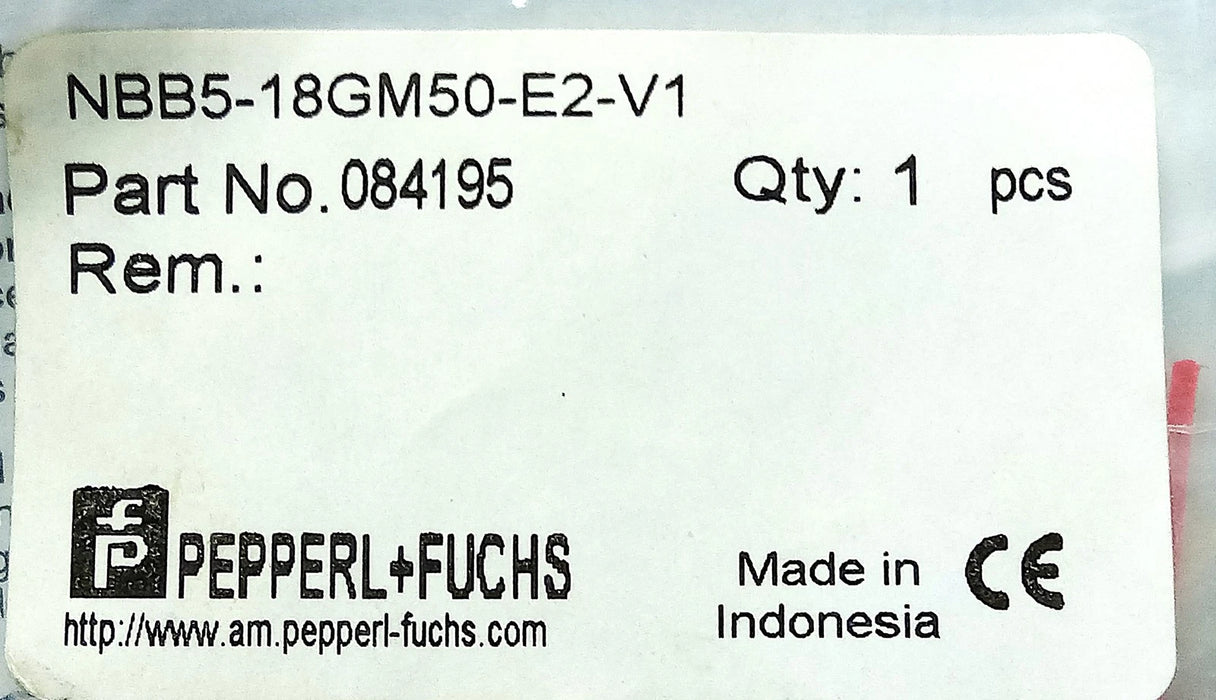 NBB5-18GM50-E2-V1
Part No. 084195 Qty: 1 pcs
Rem.:
fP PEPPERL+FUCHS
http://www.am.pepperl-fuchs.com
Made in
Indonesia
CE